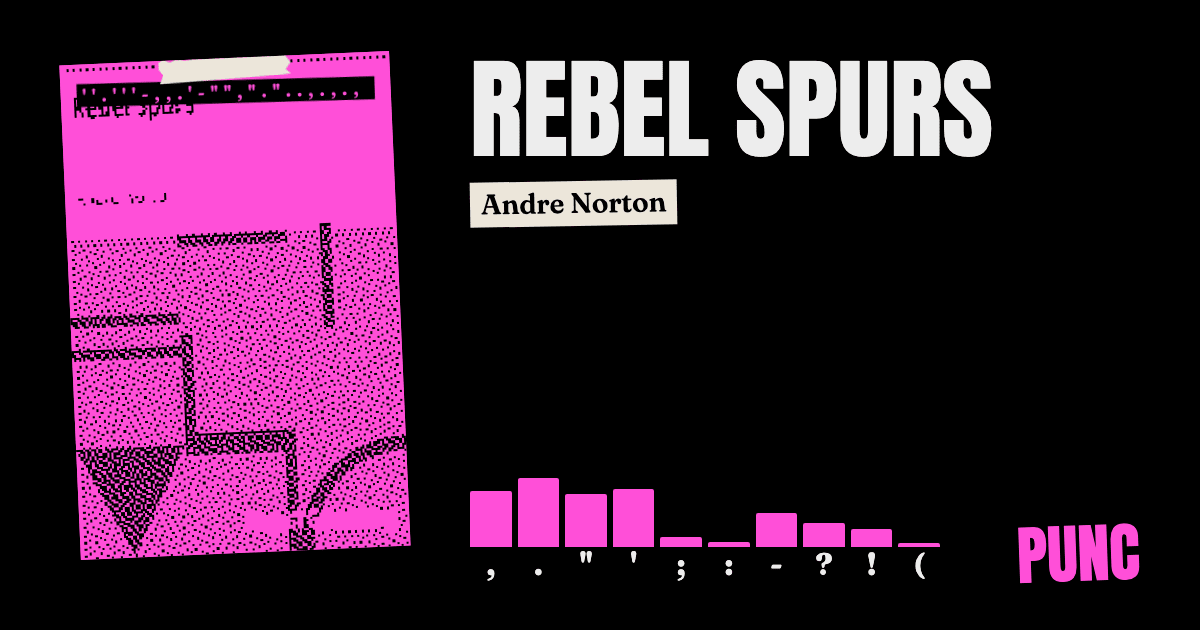 REBEL SPURS
Andre Norton
, . " ' ; : - ? ! (
PUNC